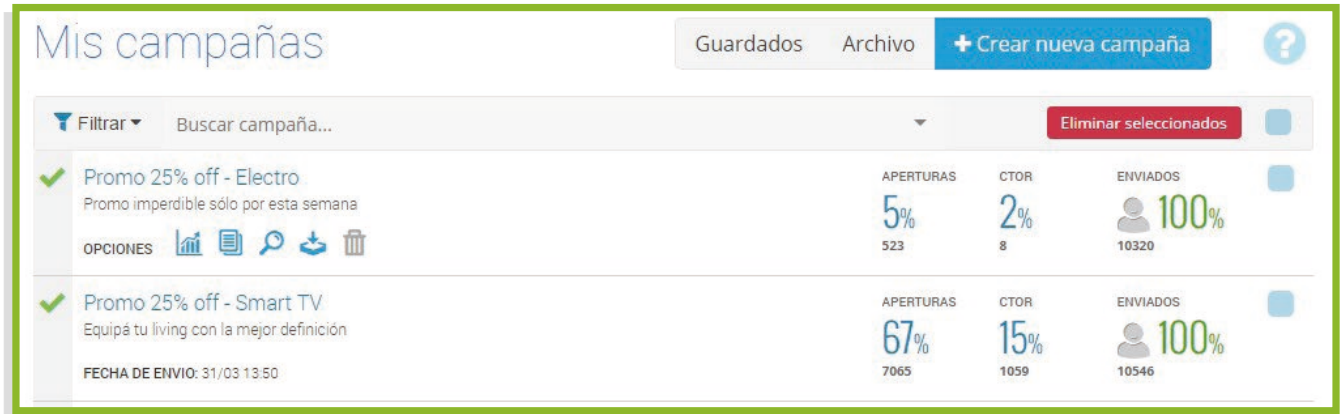 Mis campañas
Guardados Archivo + Crear nueva campaña ?
Filtrar Buscar campaña... Eliminar seleccionados
Promo 25% off - Electro
Promo imperdible sólo por esta semana
OPCIONES
APERTURAS CTOR ENVIADOS
5% 2% 100%
523 8 10320
Promo 25% off - Smart TV
Equipá tu living con la mejor definición
FECHA DE ENVIO: 31/03 13:50
APERTURAS CTOR ENVIADOS
67% 15% 100%
7065 1059 10546